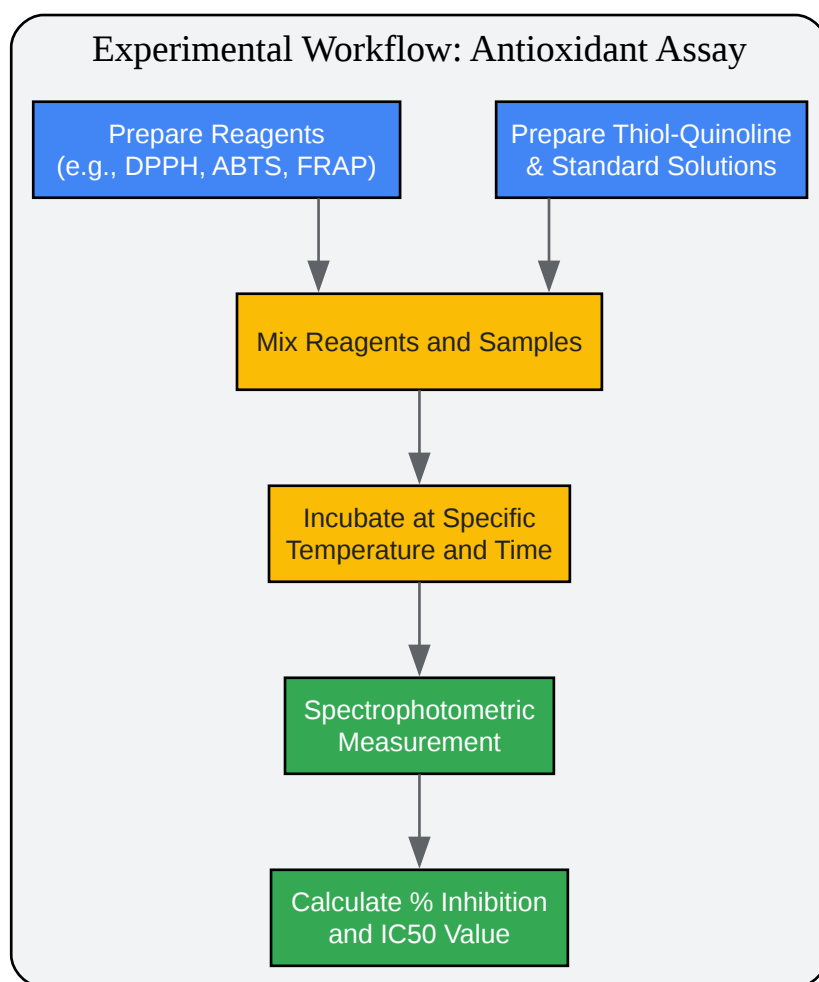 Experimental Workflow: Antioxidant Assay
Prepare Reagents
(e.g., DPPH, ABTS, FRAP)
Prepare Thiol-Quinoline
& Standard Solutions
Mix Reagents and Samples
Incubate at Specific
Temperature and Time
Spectrophotometric
Measurement
Calculate % Inhibition
and IC50 Value